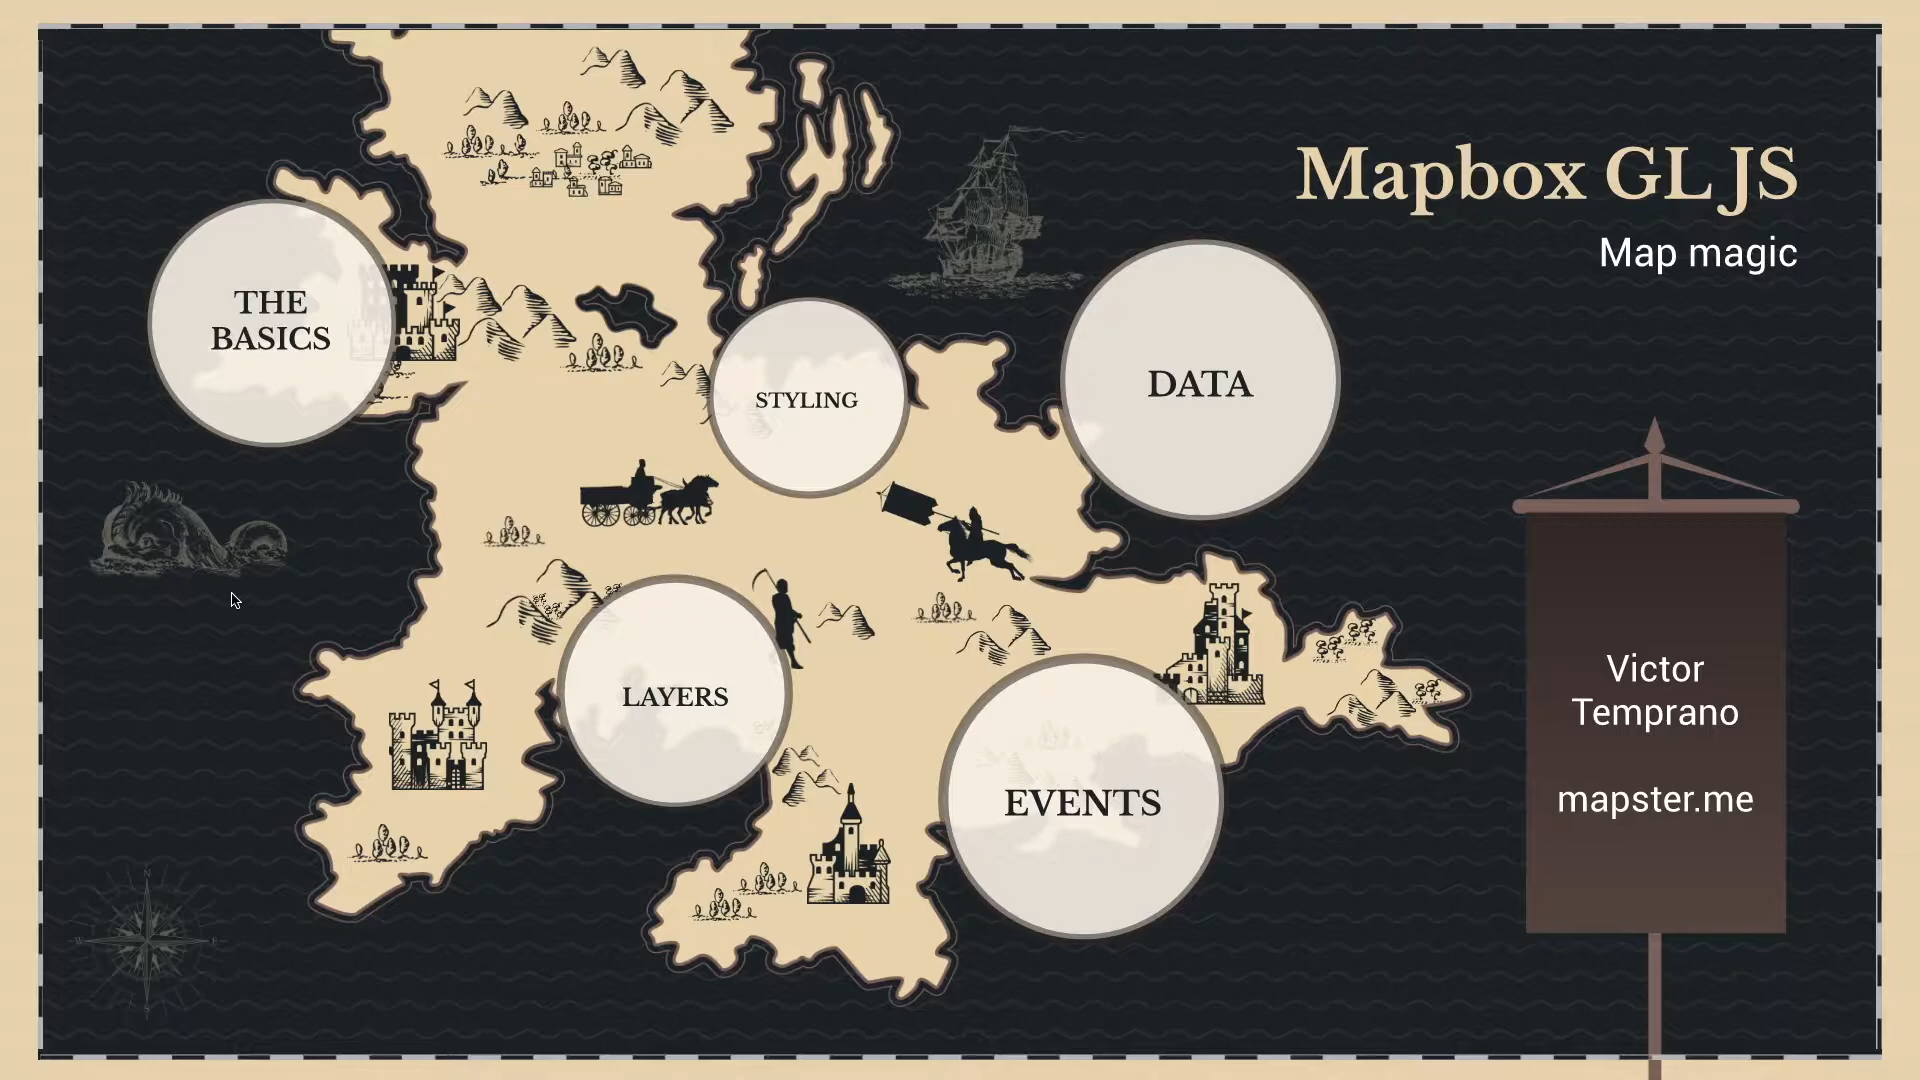 Mapbox GL JS
Map magic
THE
BASICS
STYLING
DATA
LAYERS
EVENTS
Victor
Temprano
mapster.me